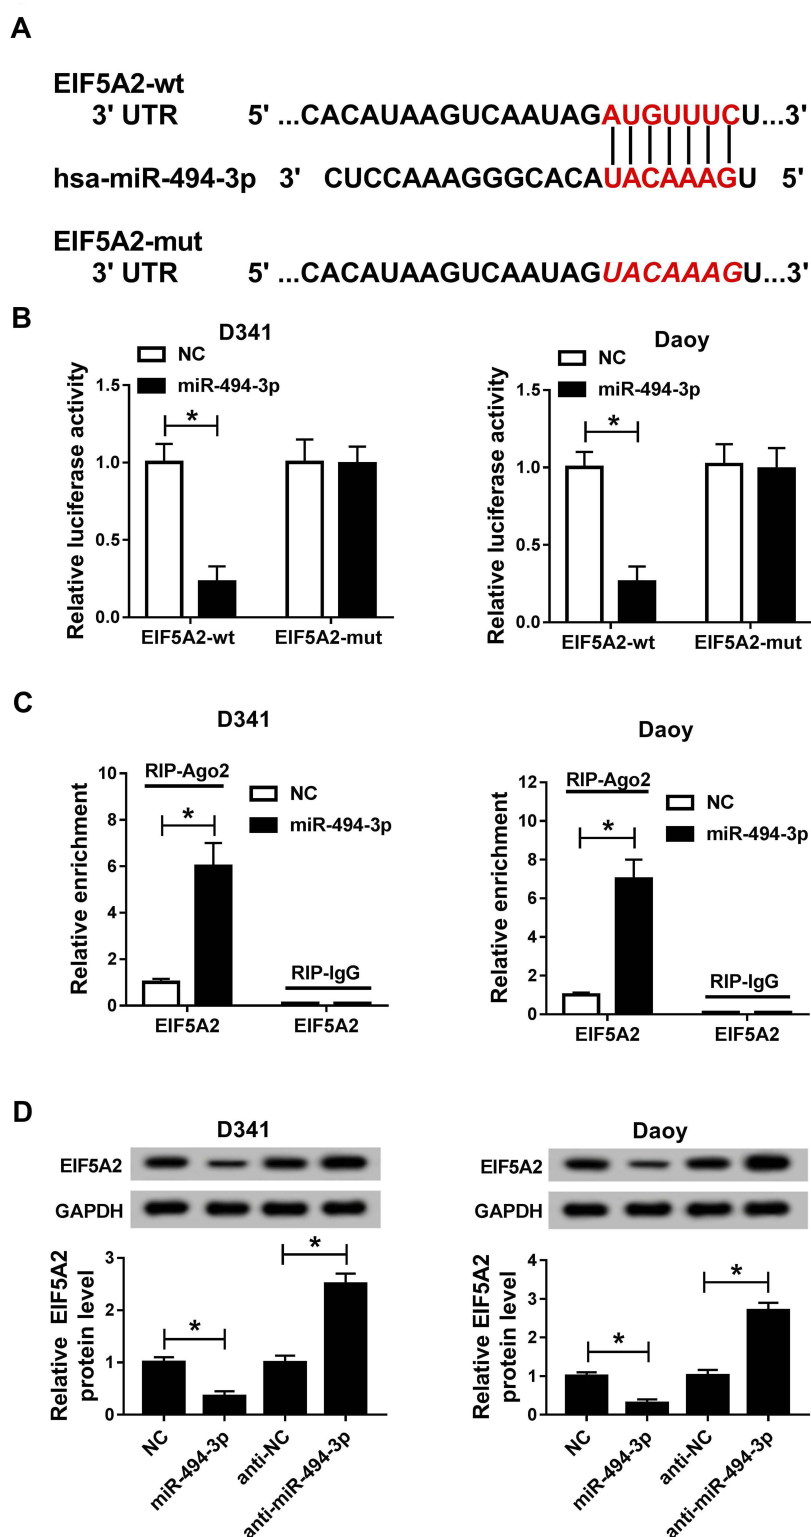 A
EIF5A2-wt
3' UTR 5' ...CACAUAAGUCAAUAGAUGUUUCU...3'
hsa-miR-494-3p 3' CUCCAAAGGGCACAUACAAAGU 5'
EIF5A2-mut
3' UTR 5' ...CACAUAAGUCAAUAGUACAAAGU...3'
B
D341
NC
miR-494-3p
Relative luciferase activity
1.5
1.0
0.5
0.0
*
EIF5A2-wt EIF5A2-mut
Daoy
NC
miR-494-3p
Relative luciferase activity
1.5
1.0
0.5
0.0
*
EIF5A2-wt EIF5A2-mut
C
D341
RIP-Ago2
NC
miR-494-3p
Relative enrichment
10
8
6
4
2
0
*
RIP-IgG
EIF5A2 EIF5A2
Daoy
RIP-Ago2
NC
miR-494-3p
Relative enrichment
12
10
8
6
4
2
0
*
RIP-IgG
EIF5A2 EIF5A2
D
D341
EIF5A2
GAPDH
Relative EIF5A2
protein level
3
2
1
0
*
*
NC
miR-494-3p
anti-NC
anti-miR-494-3p
Daoy
EIF5A2
GAPDH
Relative EIF5A2
protein level
4
3
2
1
0
*
*
NC
miR-494-3p
anti-NC
anti-miR-494-3p